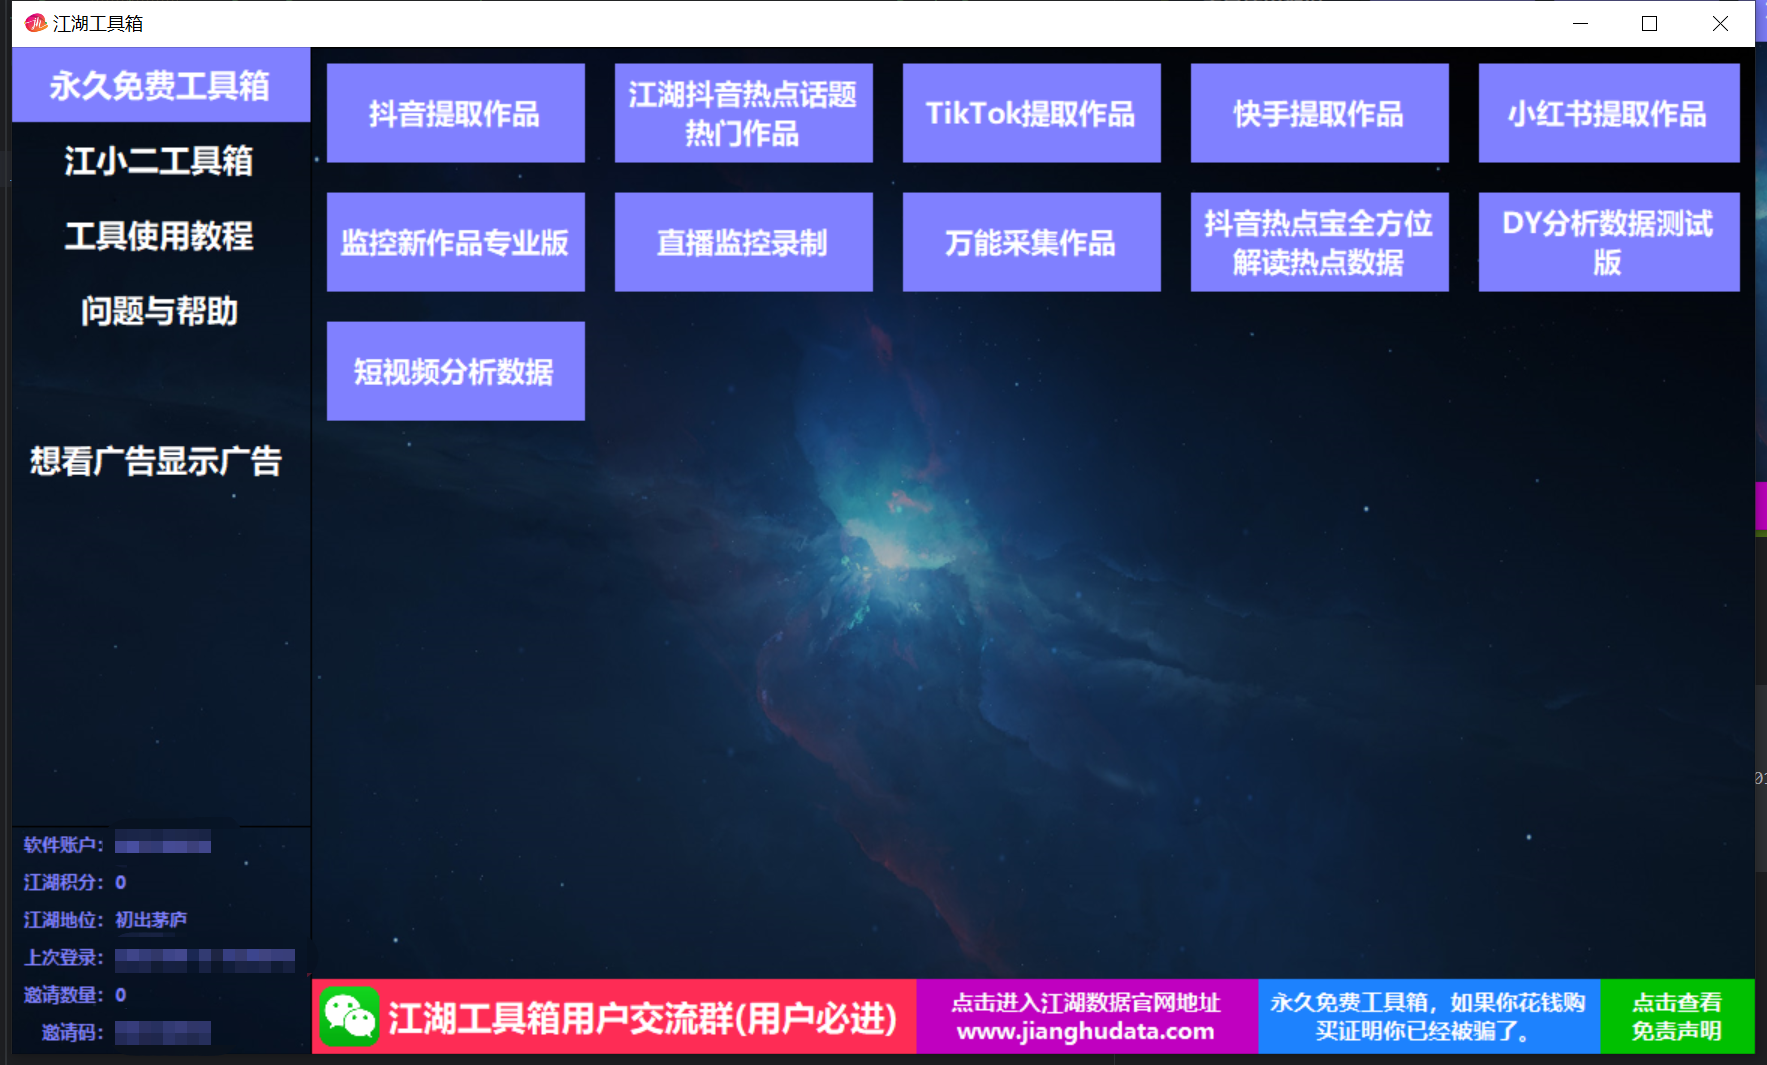 江湖工具箱
永久免费工具箱
江小二工具箱
工具使用教程
问题与帮助
想看广告显示广告
抖音提取作品
江湖抖音热点话题
热门作品
TikTok提取作品
快手提取作品
小红书提取作品
监控新作品专业版
直播监控录制
万能采集作品
抖音热点宝全方位
解读热点数据
DY分析数据测试
版
短视频分析数据
软件账户：
江湖积分：0
江湖地位：初出茅庐
上次登录：
邀请数量：0
邀请码：
江湖工具箱用户交流群(用户必进)
点击进入江湖数据官网地址
www.jianghudata.com
永久免费工具箱，如果你花钱购
买证明你已经被骗了。
点击查看
免责声明